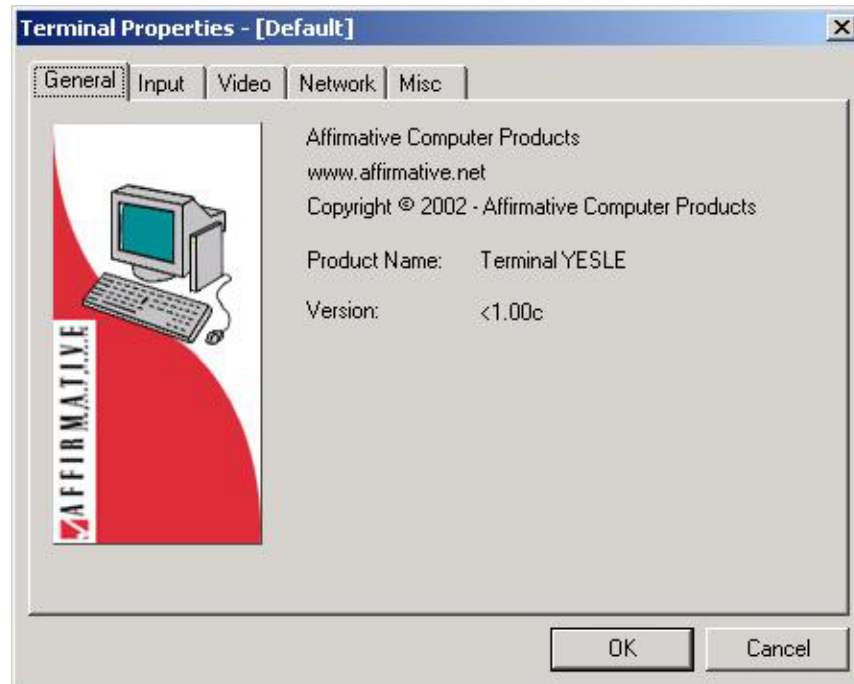 Terminal Properties - [Default]
General Input Video Network Misc
Affirmative Computer Products
www.affirmative.net
Copyright © 2002 - Affirmative Computer Products
Product Name: Terminal YESLE
Version: <1.00c
AFFIRMATIVE
OK Cancel